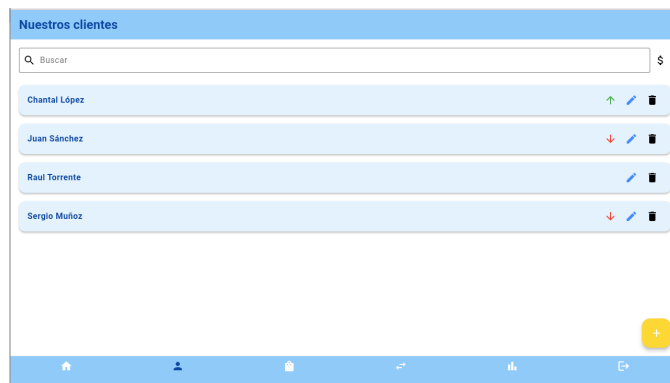 Nuestros clientes
Buscar
$
Chantal López
Juan Sánchez
Raul Torrente
Sergio Muñoz
+